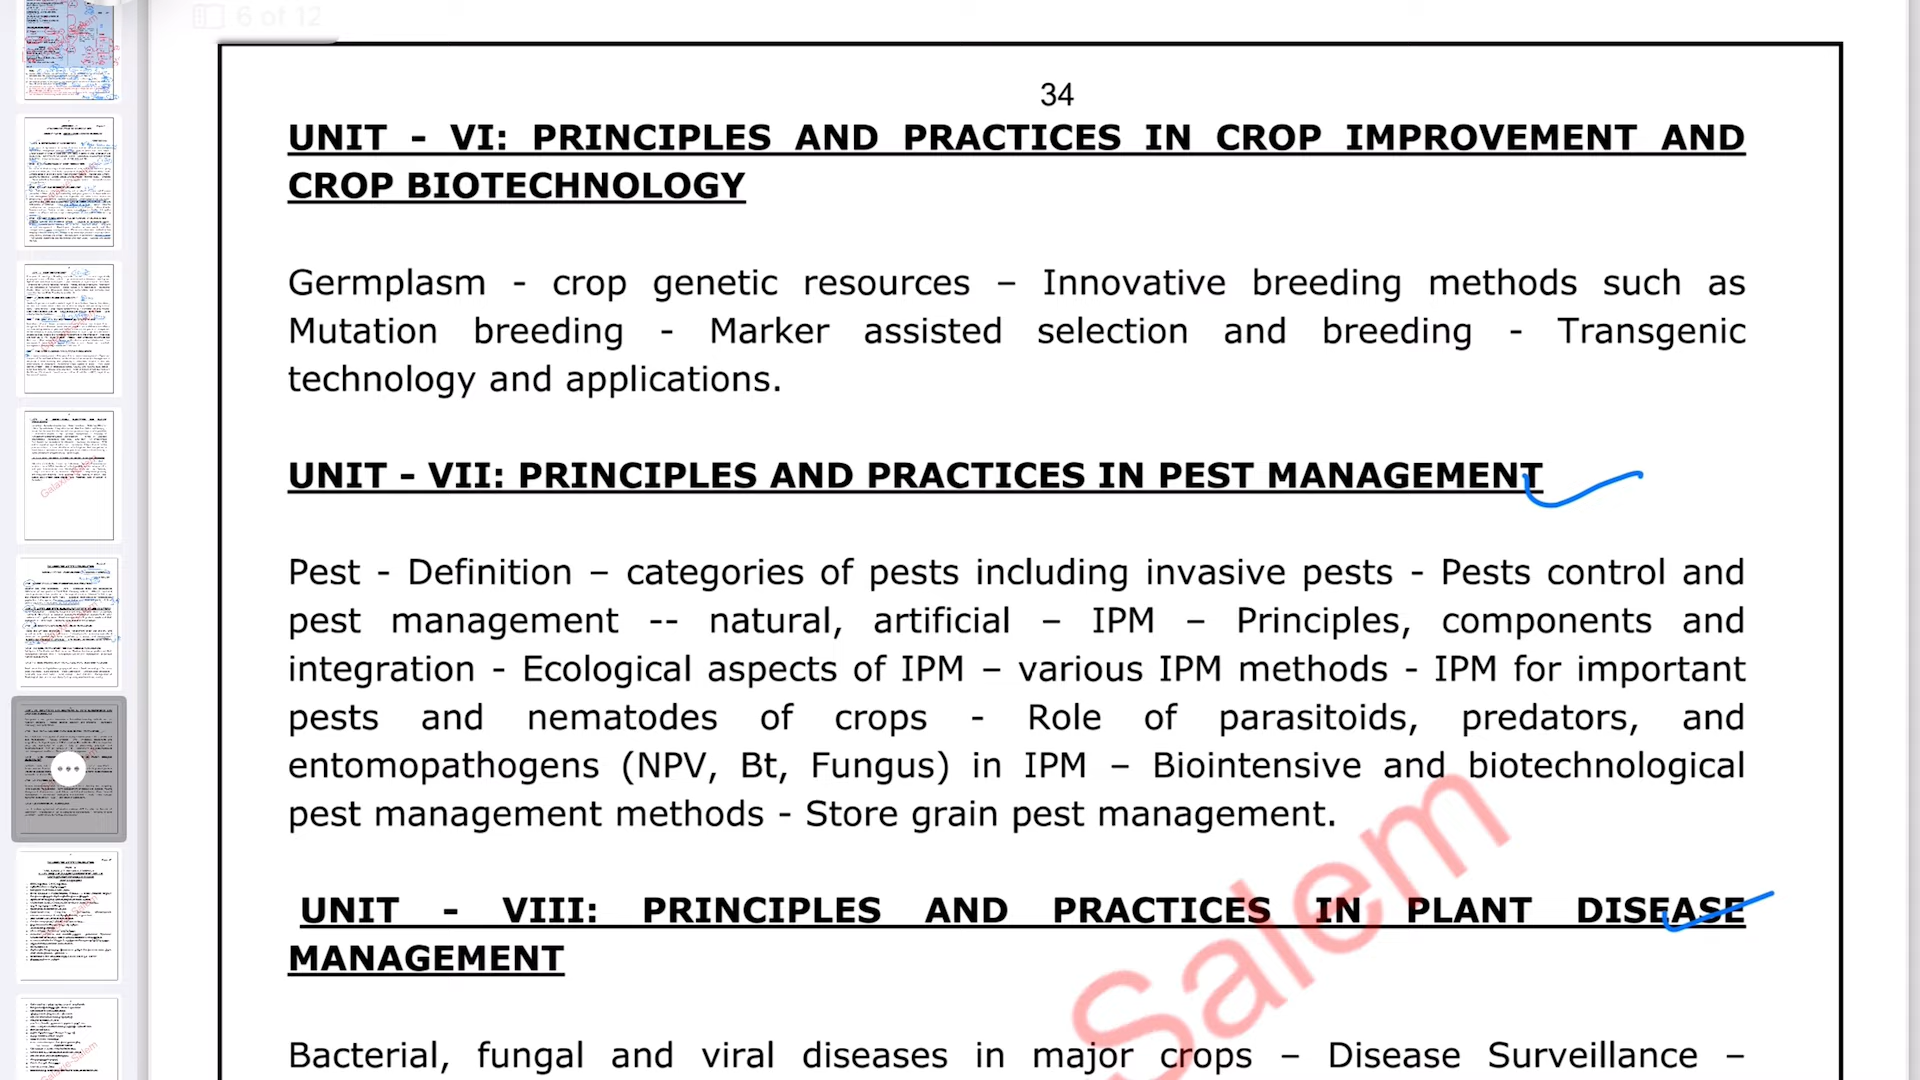 6 of 12
34
UNIT - VI: PRINCIPLES AND PRACTICES IN CROP IMPROVEMENT AND
CROP BIOTECHNOLOGY
Germplasm - crop genetic resources – Innovative breeding methods such as
Mutation breeding - Marker assisted selection and breeding - Transgenic
technology and applications.
UNIT - VII: PRINCIPLES AND PRACTICES IN PEST MANAGEMENT
Pest - Definition – categories of pests including invasive pests - Pests control and
pest management -- natural, artificial – IPM – Principles, components and
integration - Ecological aspects of IPM – various IPM methods - IPM for important
pests and nematodes of crops - Role of parasitoids, predators, and
entomopathogens (NPV, Bt, Fungus) in IPM – Biointensive and biotechnological
pest management methods - Store grain pest management.
UNIT - VIII: PRINCIPLES AND PRACTICES IN PLANT DISEASE
MANAGEMENT
Salem
Bacterial, fungal and viral diseases in major crops – Disease Surveillance –